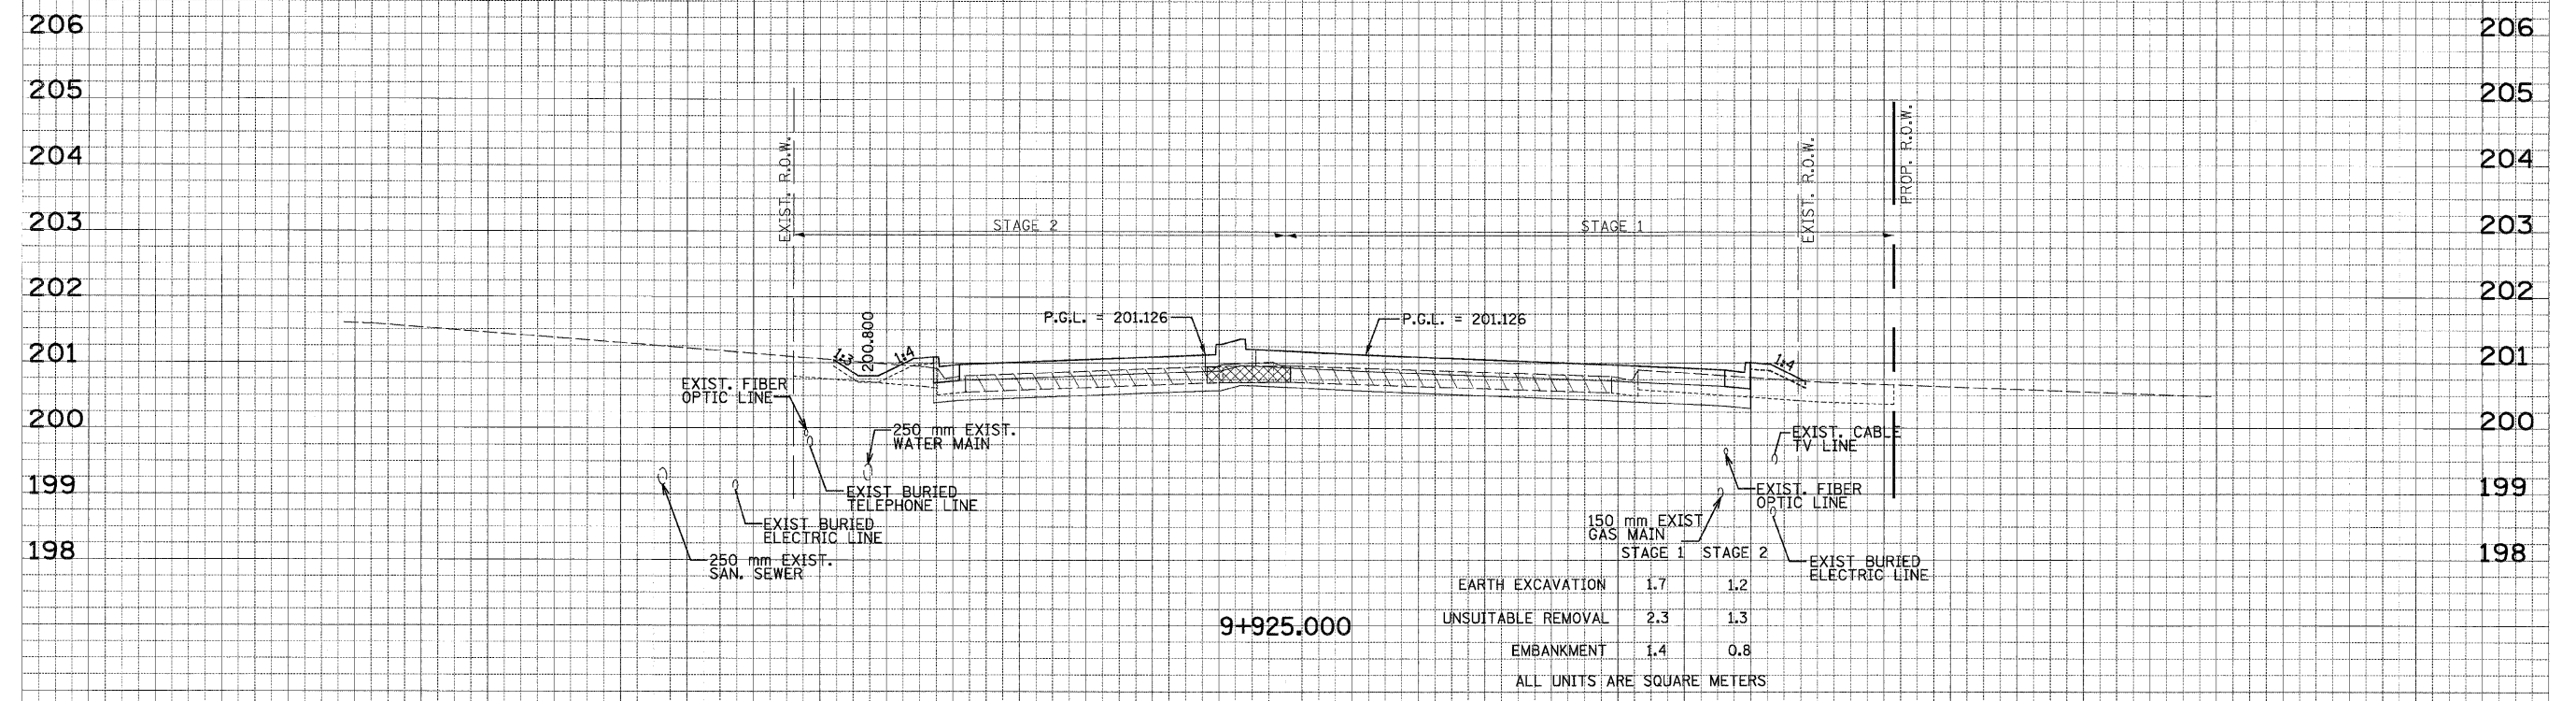 206
206
205
205
204
204
203
203
202
202
201
201
200
200
199
199
198
198
EXIST. R.O.W.
EXIST. R.O.W.
PROP. R.O.W.
STAGE 2
STAGE 1
P.G.L. = 201.126
P.G.L. = 201.126
1:3
200.800
1:4
1:4
EXIST. FIBER
OPTIC LINE
250 mm EXIST.
WATER MAIN
EXIST BURIED
TELEPHONE LINE
EXIST BURIED
ELECTRIC LINE
250 mm EXIST.
SAN. SEWER
EXIST. CABLE
TV LINE
EXIST. FIBER
OPTIC LINE
150 mm EXIST
GAS MAIN
EXIST BURIED
ELECTRIC LINE
STAGE 1 STAGE 2
EARTH EXCAVATION 1.7 1.2
UNSUITABLE REMOVAL 2.3 1.3
EMBANKMENT 1.4 0.8
ALL UNITS ARE SQUARE METERS
9+925.000